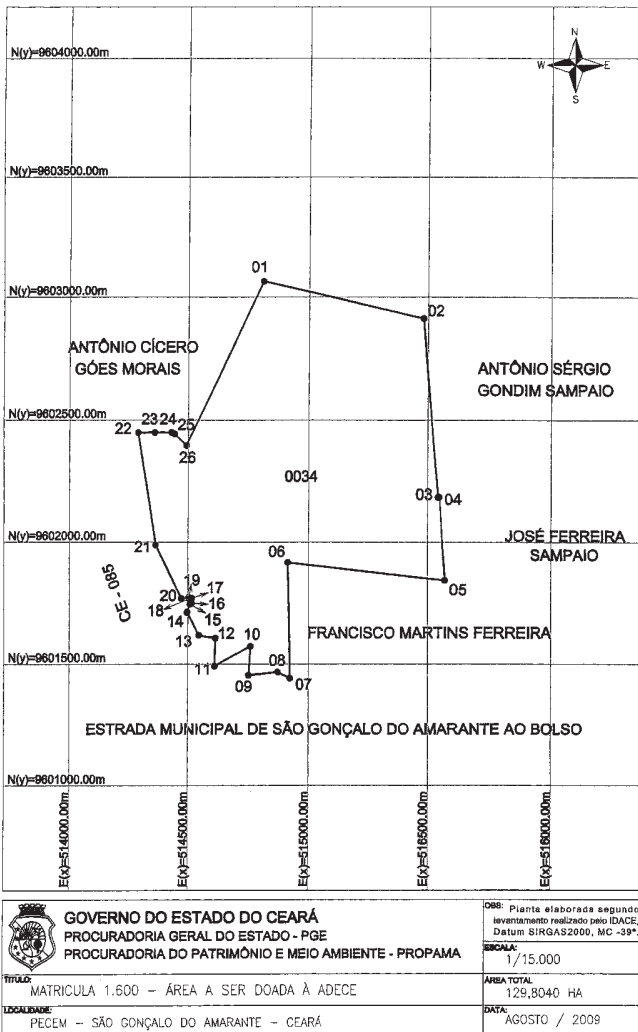 N(y)=9604000.00m
N
W E
S
N(y)=9603500.00m
01
N(y)=9603000.00m
02
ANTÔNIO CÍCERO
GÓES MORAIS
ANTÔNIO SÉRGIO
GONDIM SAMPAIO
N(y)=9602500.00m
22 23 24 25
26
0034
03 04
N(y)=9602000.00m
21
06
JOSÉ FERREIRA
SAMPAIO
05
CE - 085
19
20 17
18 16
14 15
13 12 10
FRANCISCO MARTINS FERREIRA
N(y)=9601500.00m
11
09 08
07
ESTRADA MUNICIPAL DE SÃO GONÇALO DO AMARANTE AO BOLSO
N(y)=9601000.00m
E(x)=514000.00m
E(x)=514500.00m
E(x)=515000.00m
E(x)=516500.00m
E(x)=516000.00m
GOVERNO DO ESTADO DO CEARÁ
PROCURADORIA GERAL DO ESTADO - PGE
PROCURADORIA DO PATRIMÔNIO E MEIO AMBIENTE - PROPAMA
OBS: Planta elaborada segundo
levantamento realizado pelo IDACE,
Datum SIRGAS2000, MC -39°.
ESCALA:
1/15.000
TÍTULO:
MATRICULA 1.600 - ÁREA A SER DOADA À ADECE
ÁREA TOTAL
129,8040 HA
LOCALIDADE:
PECEM - SÃO GONÇALO DO AMARANTE - CEARÁ
DATA:
AGOSTO / 2009